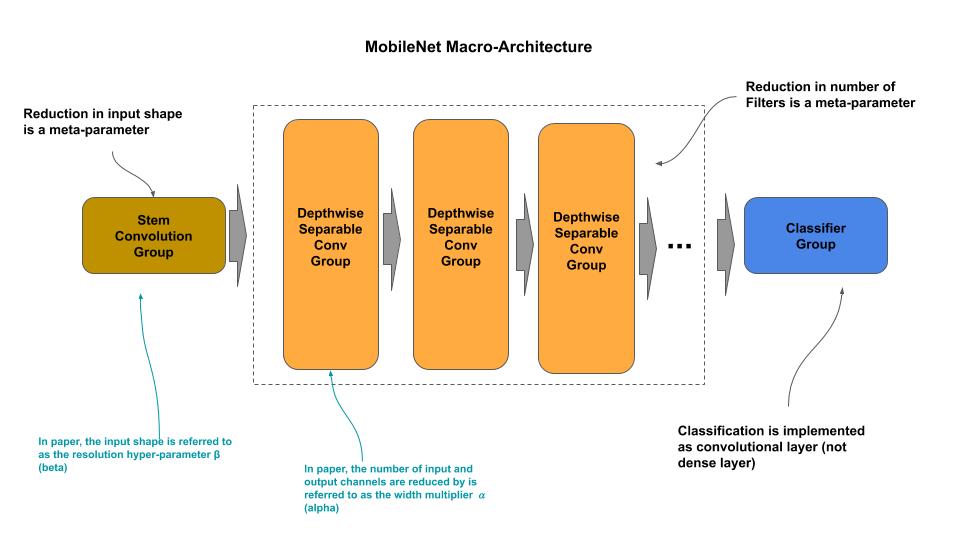 MobileNet Macro-Architecture
Reduction in input shape
is a meta-parameter
Reduction in number of
Filters is a meta-parameter
Stem
Convolution
Group
Depthwise
Separable
Conv
Group
Depthwise
Separable
Conv
Group
Depthwise
Separable
Conv
Group
...
Classifier
Group
In paper, the input shape is referred to
as the resolution hyper-parameter β
(beta)
In paper, the number of input and
output channels are reduced by is
referred to as the width multiplier α
(alpha)
Classification is implemented
as convolutional layer (not
dense layer)